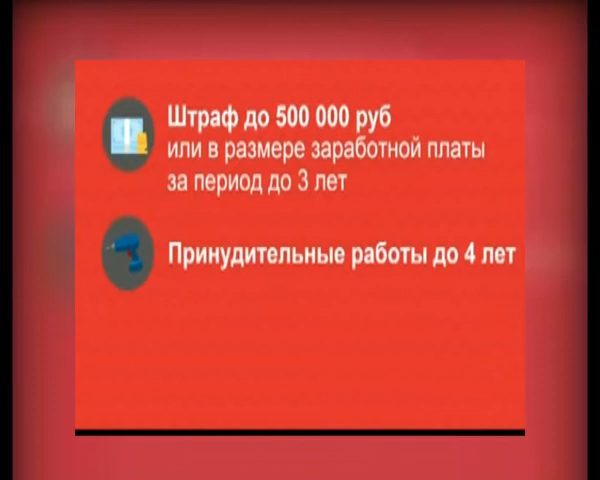 Штраф до 500 000 руб
или в размере заработной платы
за период до 3 лет
Принудительные работы до 4 лет